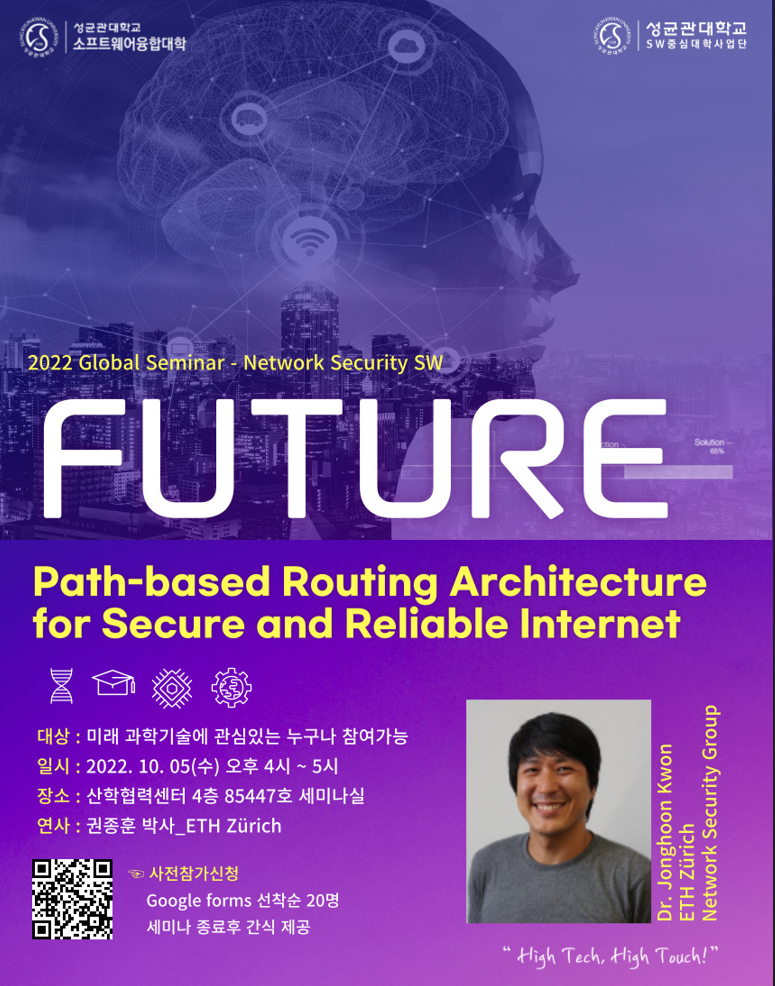 성균관대학교
소프트웨어융합대학
성균관대학교
SW중심대학사업단
2022 Global Seminar - Network Security SW
FUTURE
Solution
65%
Path-based Routing Architecture
for Secure and Reliable Internet
대상 : 미래 과학기술에 관심있는 누구나 참여가능
일시 : 2022. 10. 05(수) 오후 4시 ~ 5시
장소 : 산학협력센터 4층 85447호 세미나실
연사 : 권종훈 박사_ETH Zürich
☜ 사전참가신청
Google forms 선착순 20명
세미나 종료후 간식 제공
Dr. Jonghoon Kwon
ETH Zürich
Network Security Group
“ High Tech, High Touch!”